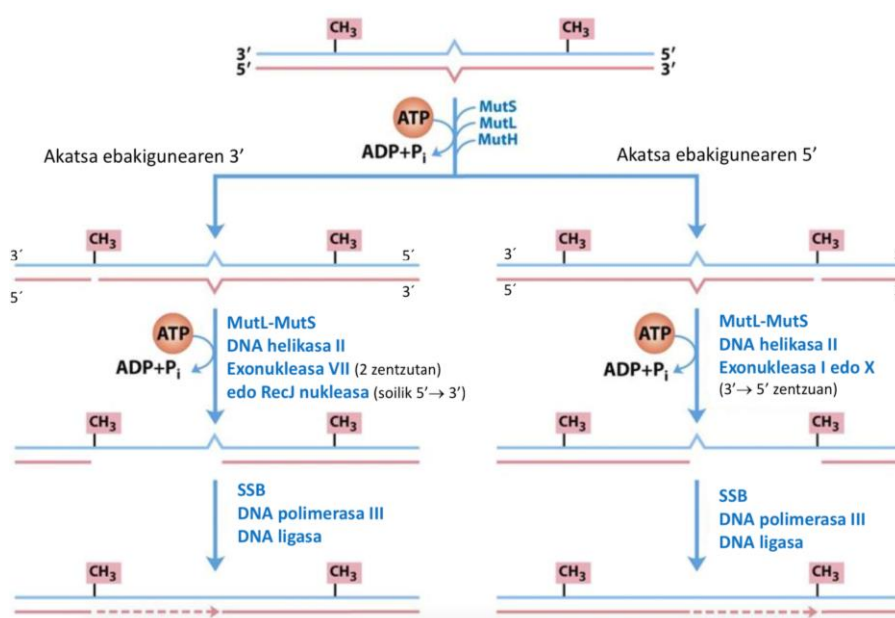 CH₃
CH₃
3′
5′
5′
3′
ATP
ADP+Pᵢ
MutS
MutL
MutH
Akatsa ebakigunearen 3’
Akatsa ebakigunearen 5’
CH₃
CH₃
3´
5´
5´
3´
CH₃
CH₃
3´
5´
ATP
ADP+Pᵢ
MutL-MutS
DNA helikasa II
Exonukleasa VII (2 zentzutan)
edo RecJ nukleasa (soilik 5’→ 3’)
ATP
ADP+Pᵢ
MutL-MutS
DNA helikasa II
Exonukleasa I edo X
(3’→ 5’ zentzuan)
CH₃
CH₃
CH₃
CH₃
SSB
DNA polimerasa III
DNA ligasa
SSB
DNA polimerasa III
DNA ligasa
CH₃
CH₃
CH₃
CH₃